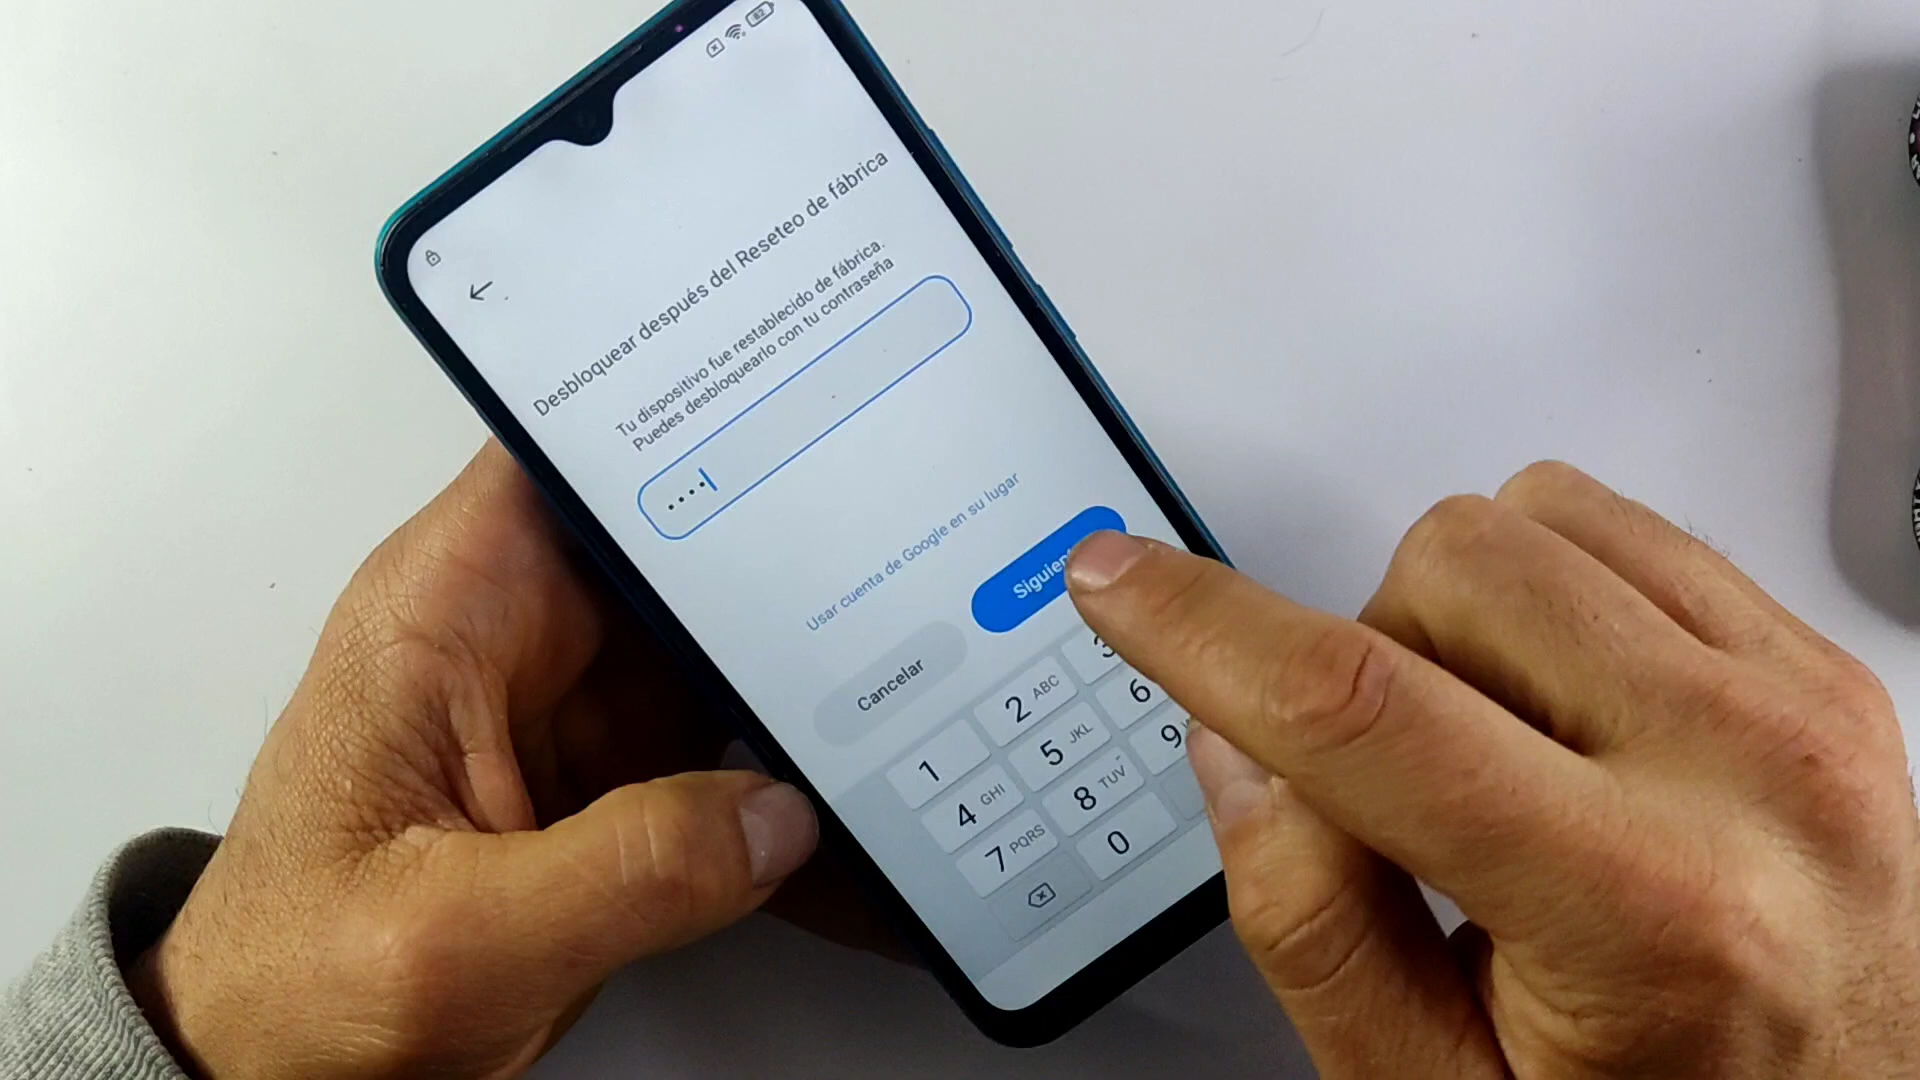 82
Desbloquear después del Reseteo de fábrica
Tu dispositivo fue restablecido de fábrica.
Puedes desbloquearlo con tu contraseña
Usar cuenta de Google en su lugar
Cancelar
1
2 ABC
3
4 GHI
5 JKL
6
7 PQRS
8 TUV
9
0